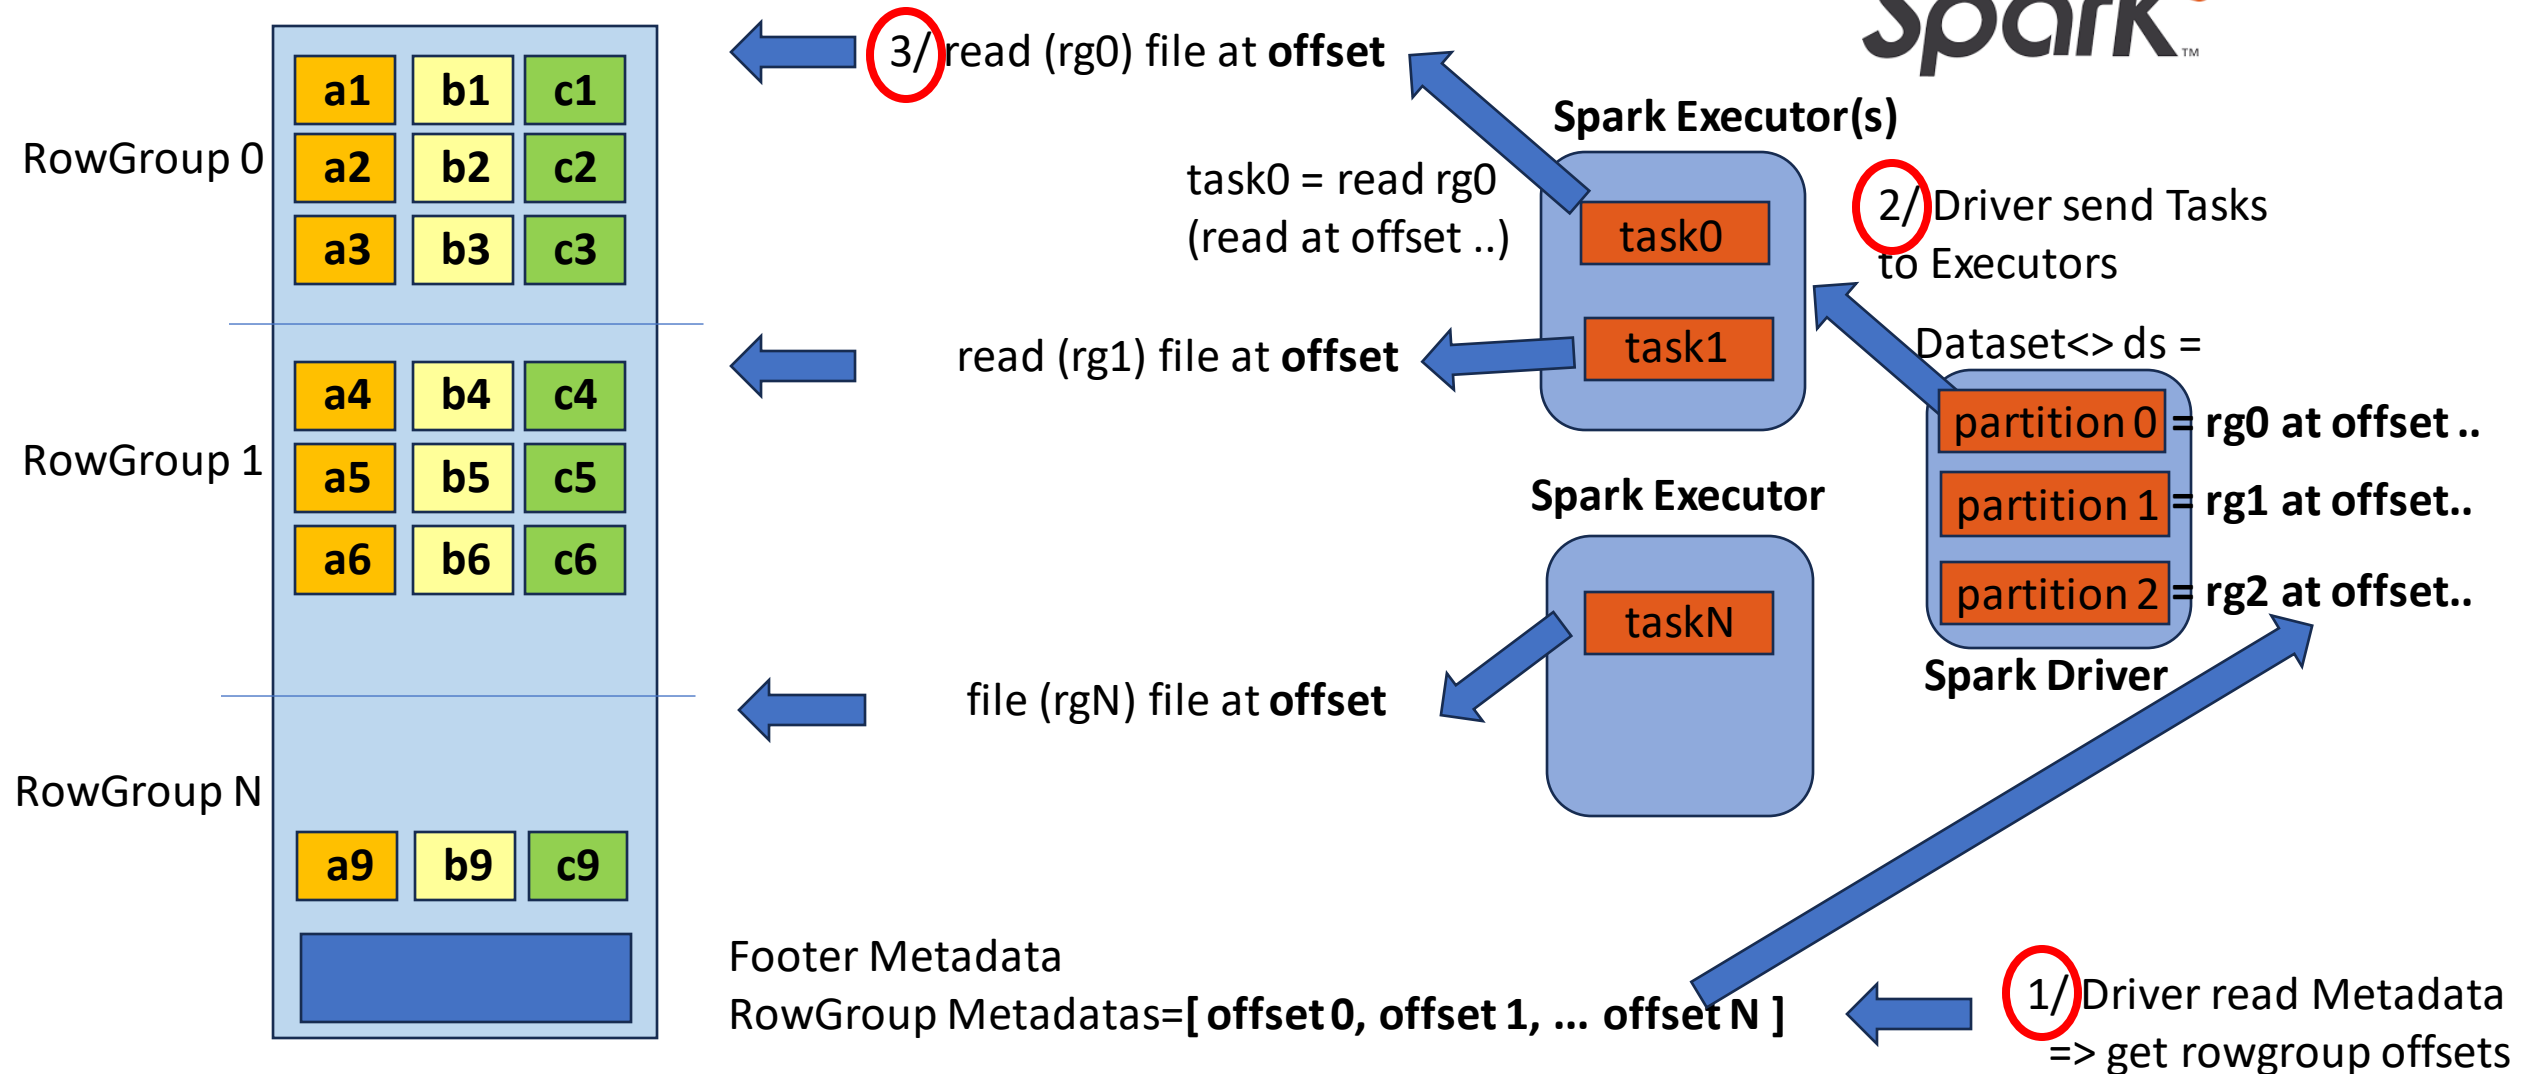 Spark™
3/ read (rg0) file at offset
a1 b1 c1
Spark Executor(s)
RowGroup 0
a2 b2 c2
task0 = read rg0
(read at offset ..)
task0
2/ Driver send Tasks
to Executors
a3 b3 c3
read (rg1) file at offset
task1
Dataset<> ds =
a4 b4 c4
partition 0 = rg0 at offset ..
RowGroup 1
a5 b5 c5
Spark Executor
partition 1 = rg1 at offset..
a6 b6 c6
partition 2 = rg2 at offset..
taskN
Spark Driver
file (rgN) file at offset
RowGroup N
a9 b9 c9
Footer Metadata
RowGroup Metadatas=[ offset 0, offset 1, ... offset N ]
1/ Driver read Metadata
=> get rowgroup offsets